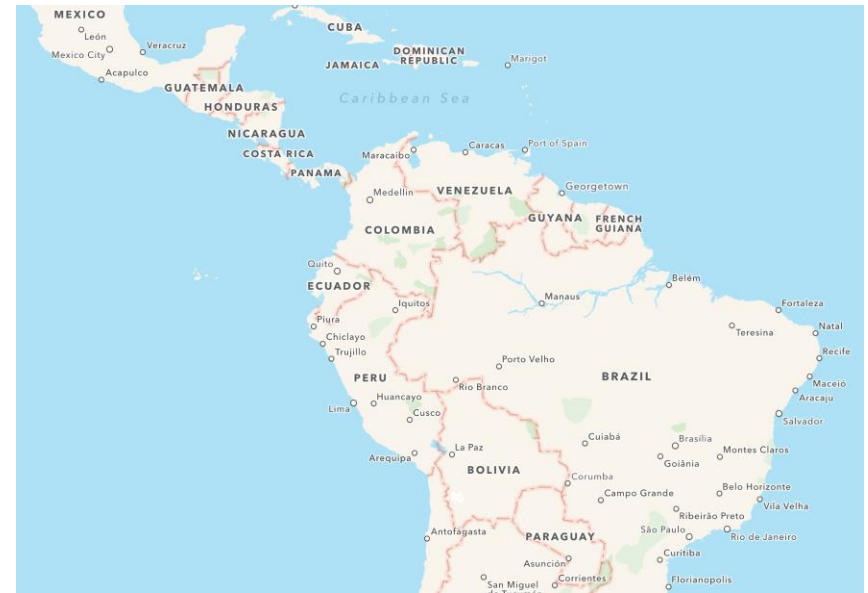 MEXICO
León
Mexico City
Veracruz
Acapulco
CUBA
JAMAICA
DOMINICAN
REPUBLIC
Marigot
GUATEMALA
HONDURAS
Caribbean Sea
NICARAGUA
COSTA RICA
PANAMA
Maracaibo
Caracas
Port of Spain
Medellin
VENEZUELA
Georgetown
COLOMBIA
GUYANA
FRENCH
GUIANA
Quito
ECUADOR
Iquitos
Manaus
Belém
Fortaleza
Piura
Chiclayo
Trujillo
Teresina
Natal
Recife
PERU
Porto Velho
Rio Branco
BRAZIL
Maceió
Aracaju
Lima
Huancayo
Cusco
Salvador
Arequipa
La Paz
BOLIVIA
Cuiabá
Brasília
Goiânia
Montes Claros
Corumba
Campo Grande
Belo Horizonte
Vila Velha
Ribeirão Preto
Antofagasta
PARAGUAY
São Paulo
Rio de Janeiro
Asunción
Curitiba
San Miguel
Corrientes
Florianopolis